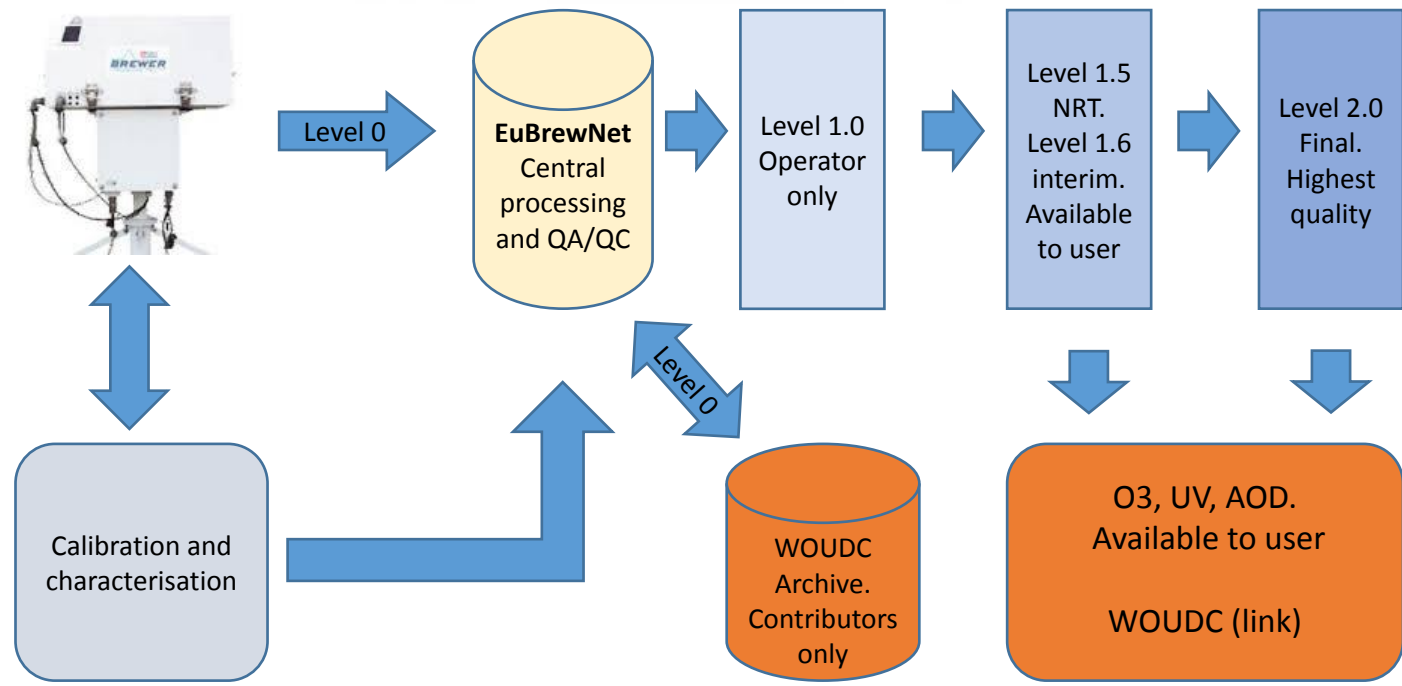 BREWER
Level 0
EuBrewNet
Central
processing
and QA/QC
Level 1.0
Operator
only
Level 1.5
NRT.
Level 1.6
interim.
Available
to user
Level 2.0
Final.
Highest
quality
Level 0
Calibration and
characterisation
WOUDC
Archive.
Contributors
only
O3, UV, AOD.
Available to user
WOUDC (link)